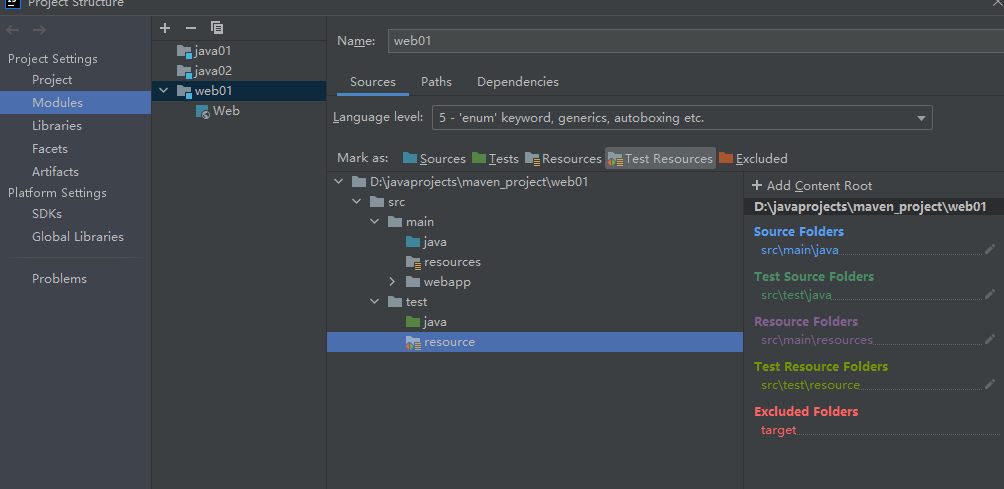 Project Structure
Project Settings
Project
Modules
Libraries
Facets
Artifacts
Platform Settings
SDKs
Global Libraries
Problems
java01
java02
web01
Web
Name: web01
Sources Paths Dependencies
Language level: 5 - 'enum' keyword, generics, autoboxing etc.
Mark as: Sources Tests Resources Test Resources Excluded
D:\javaprojects\maven_project\web01
src
main
java
resources
webapp
test
java
resource
+ Add Content Root
D:\javaprojects\maven_project\web01
Source Folders
src\main\java
Test Source Folders
src\test\java
Resource Folders
src\main\resources
Test Resource Folders
src\test\resource
Excluded Folders
target